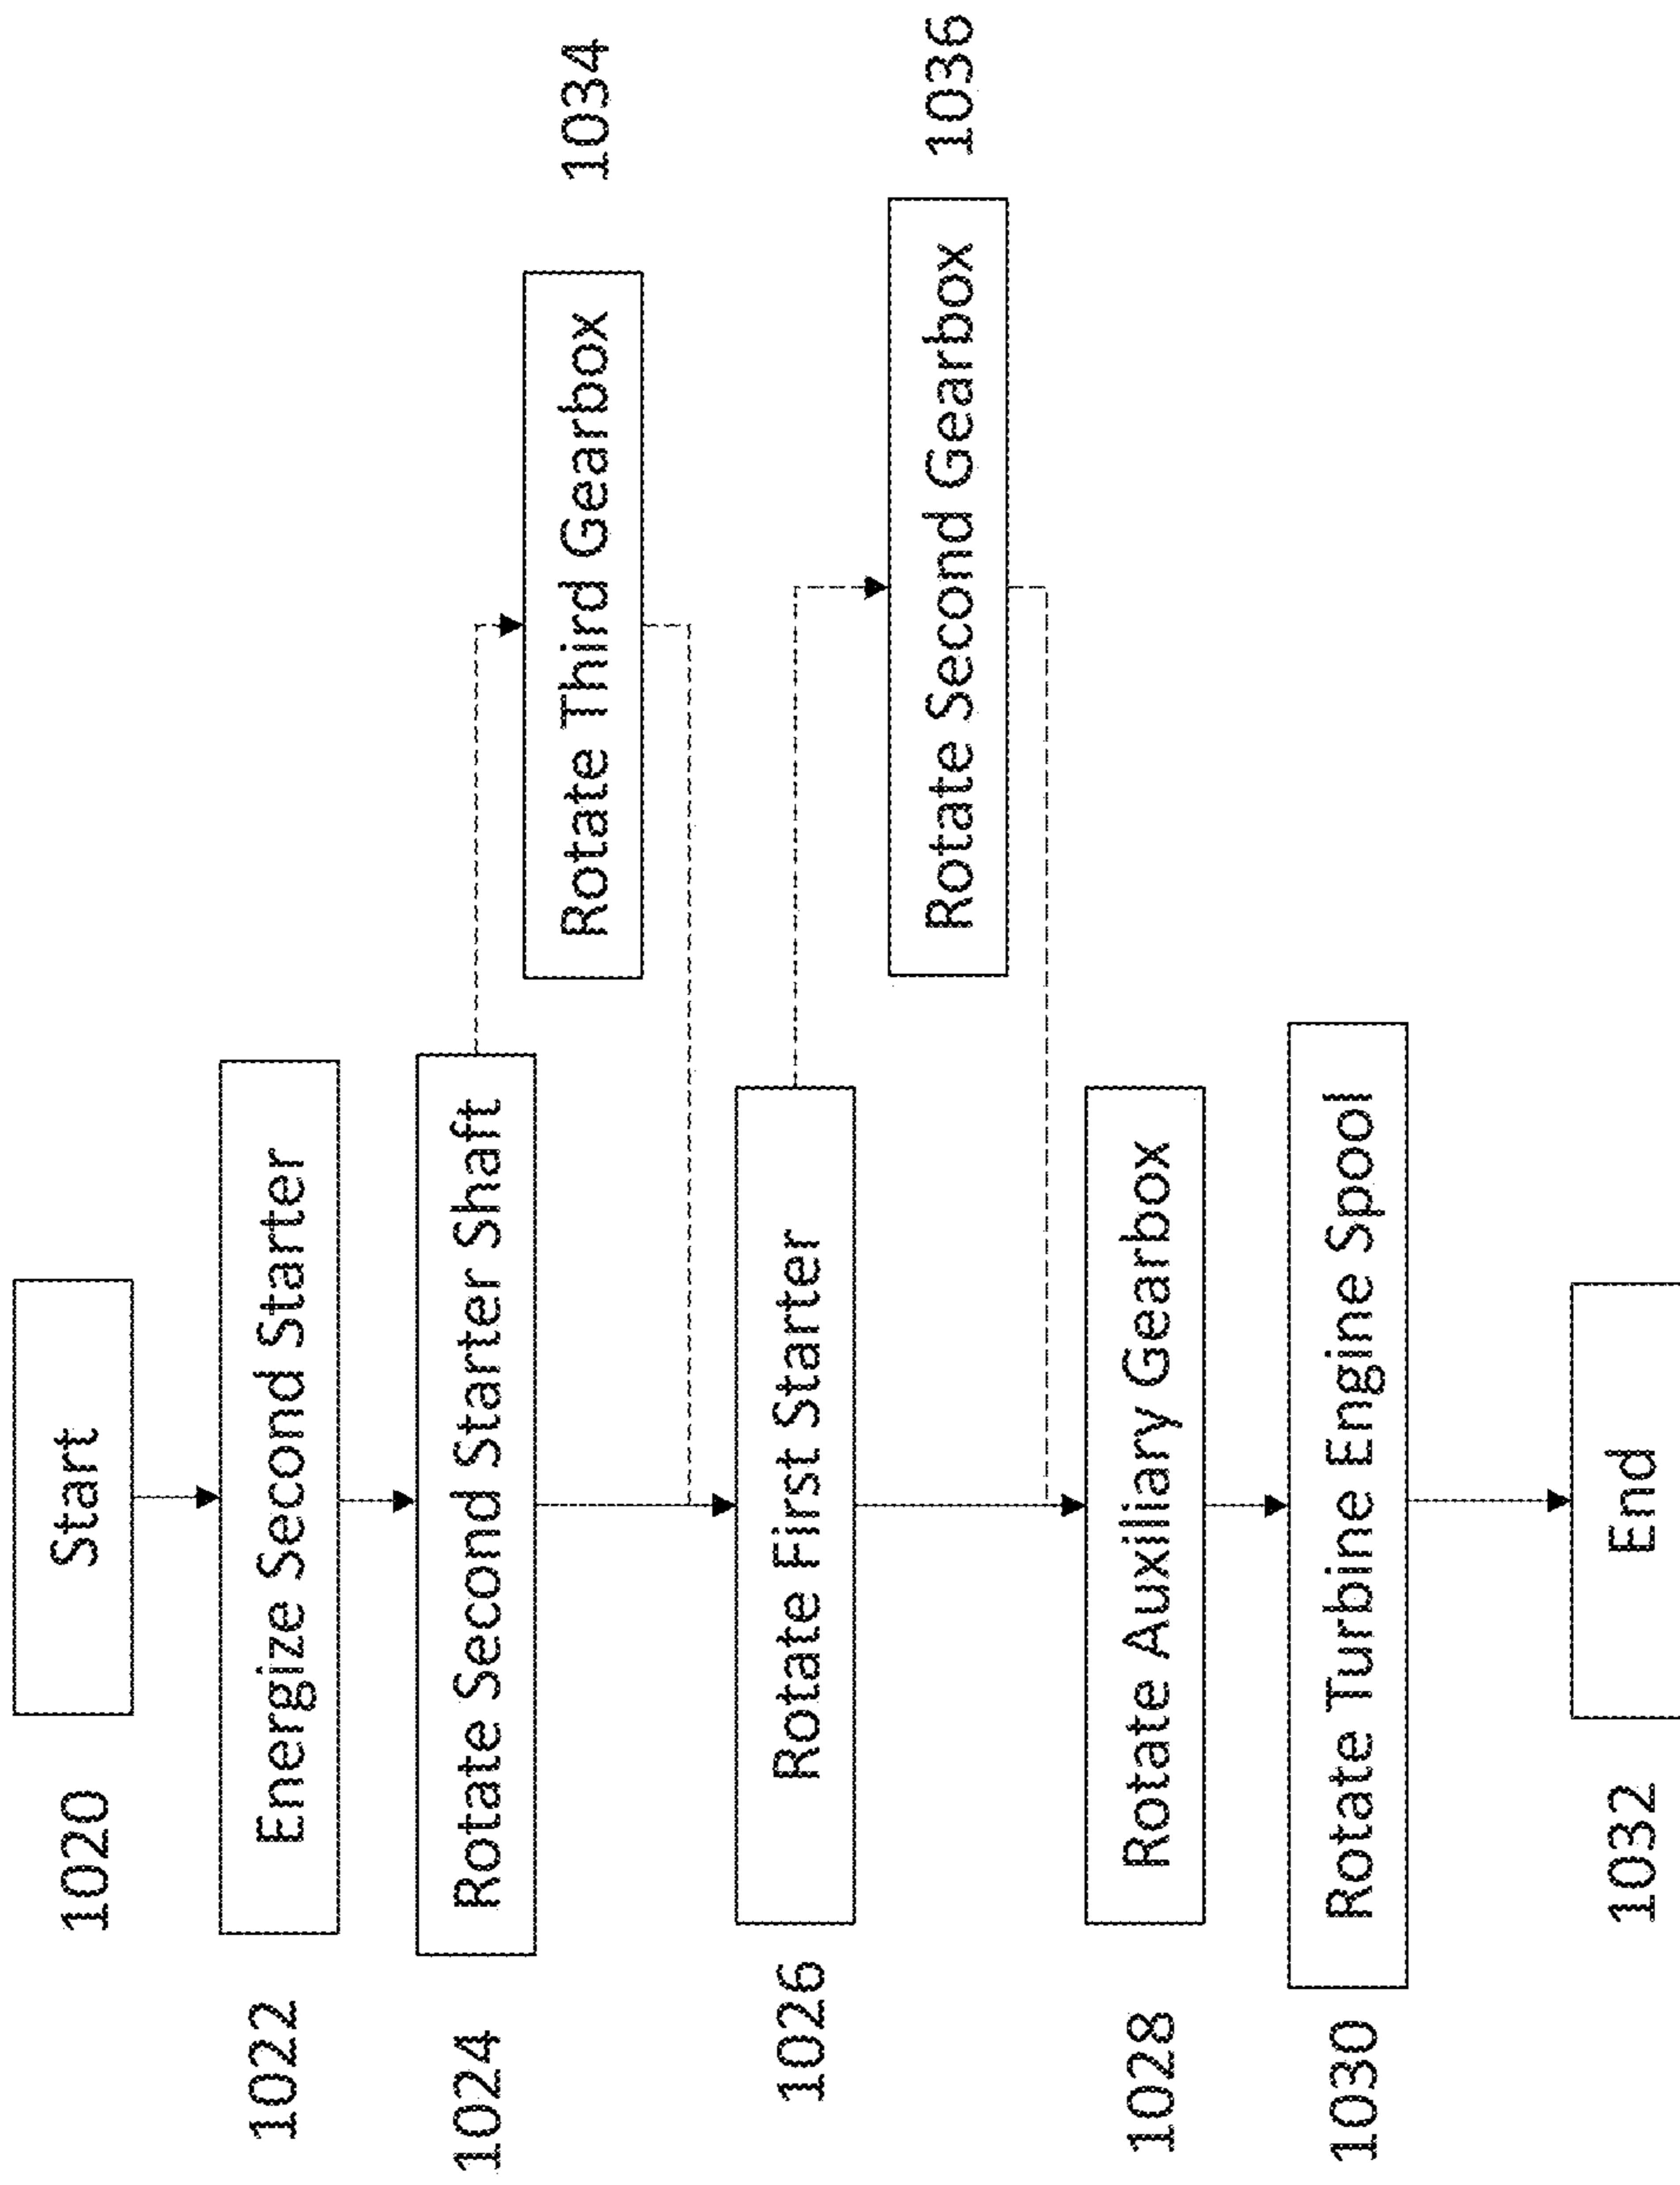 1020
Start
1022
Energize Second Starter
1024
Rotate Second Starter Shaft
Rotate Third Gearbox
1034
1026
Rotate First Starter
Rotate Second Gearbox
1036
1028
Rotate Auxiliary Gearbox
1030
Rotate Turbine Engine Spool
1032
End